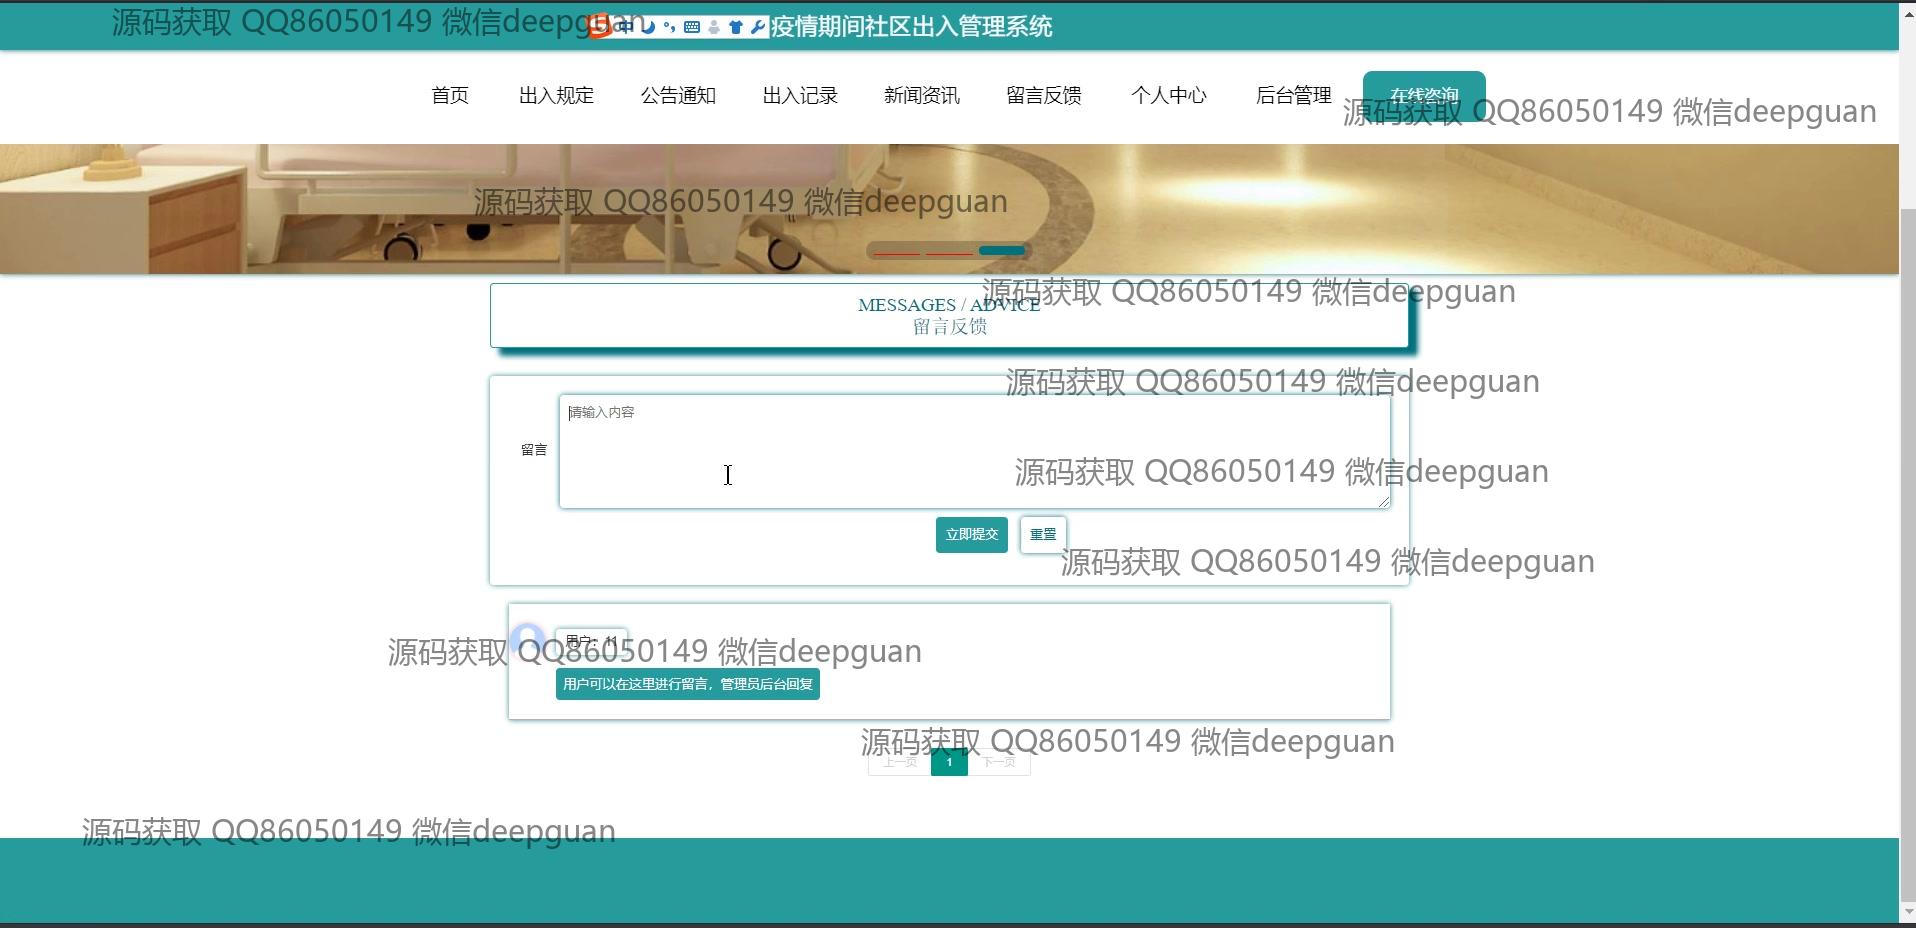 源码获取 QQ86050149 微信deepguan
中
疫情期间社区出入管理系统
首页 出入规定 公告通知 出入记录 新闻资讯 留言反馈 个人中心 后台管理 在线咨询
源码获取 QQ86050149 微信deepguan
源码获取 QQ86050149 微信deepguan
源码获取 QQ86050149 微信deepguan
MESSAGES / ADVICE
留言反馈
源码获取 QQ86050149 微信deepguan
请输入内容
留言
源码获取 QQ86050149 微信deepguan
立即提交 重置
源码获取 QQ86050149 微信deepguan
用户：11
源码获取 QQ86050149 微信deepguan
用户可以在这里进行留言，管理员后台回复
源码获取 QQ86050149 微信deepguan
上一页 1 下一页
源码获取 QQ86050149 微信deepguan